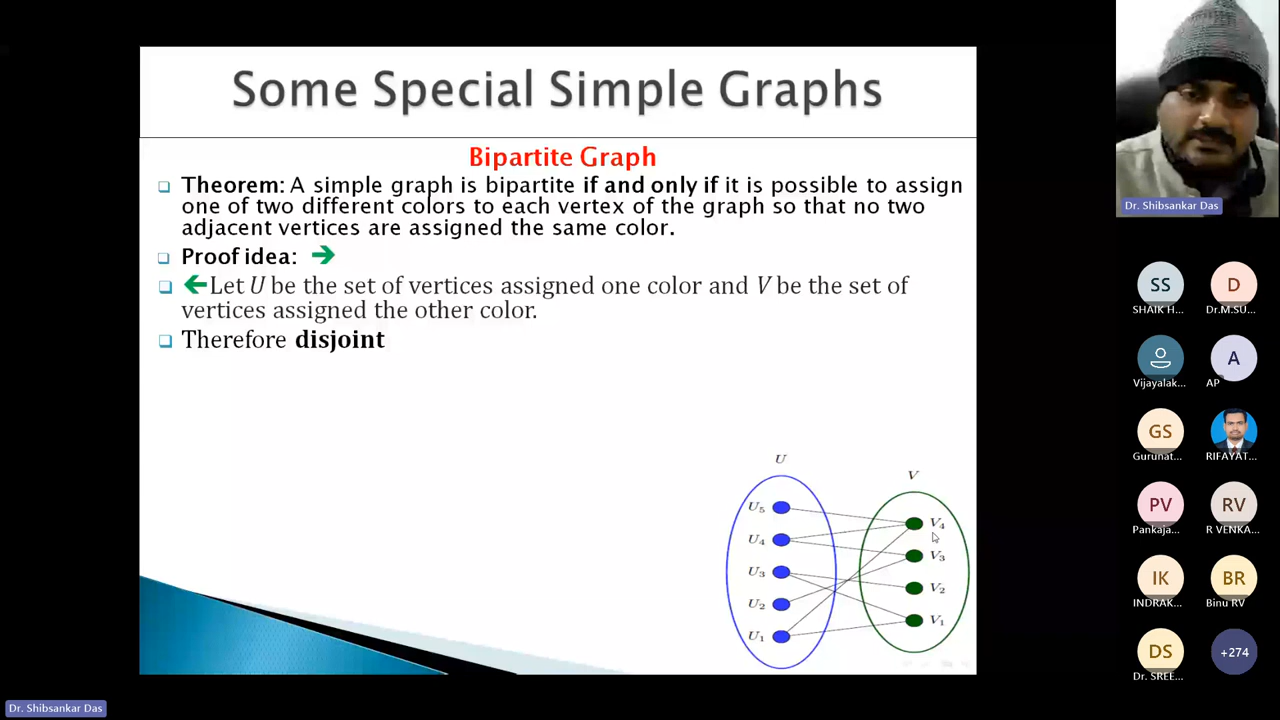 Some Special Simple Graphs
Bipartite Graph
Theorem: A simple graph is bipartite if and only if it is possible to assign
one of two different colors to each vertex of the graph so that no two
adjacent vertices are assigned the same color.
Proof idea: →
←Let U be the set of vertices assigned one color and V be the set of
vertices assigned the other color.
Therefore disjoint
U
V
U5
U4
U3
U2
U1
V4
V3
V2
V1
Dr. Shibsankar Das
SS
SHAIK H...
D
Dr.M.SU...
Vijayalak...
A
AP
GS
Gurunat...
RIFAYAT...
PV
Pankaja...
RV
R VENKA...
IK
INDRAK...
BR
Binu RV
DS
Dr. SREE...
+274
Dr. Shibsankar Das